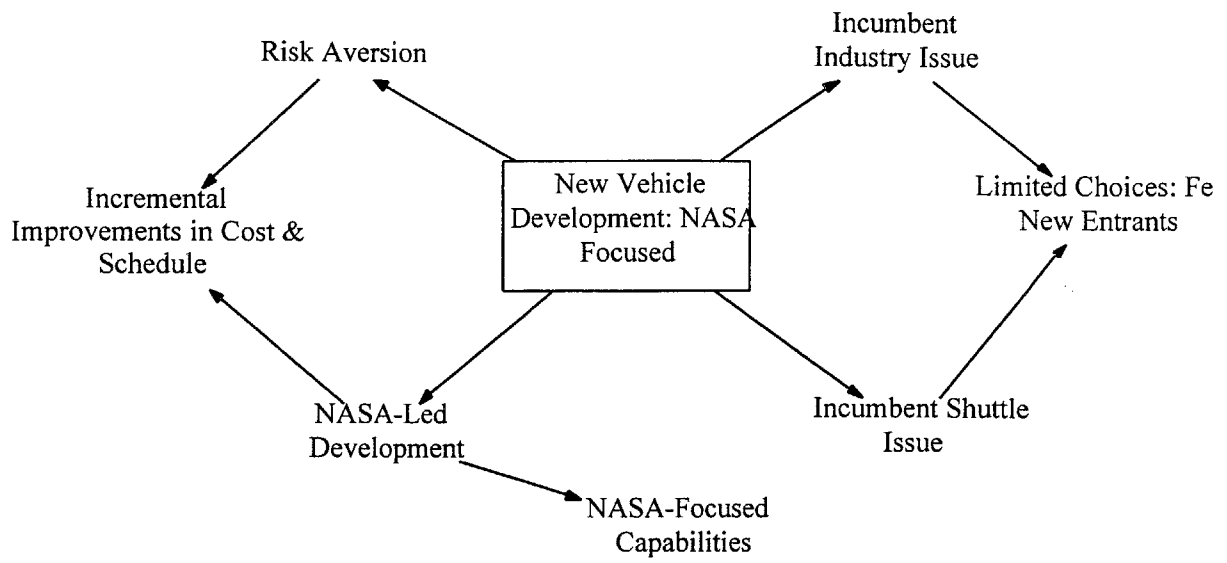 Risk Aversion
Incumbent
Industry Issue
New Vehicle
Development: NASA
Focused
Incremental
Improvements in Cost &
Schedule
Limited Choices: Fe
New Entrants
NASA-Led
Development
Incumbent Shuttle
Issue
NASA-Focused
Capabilities